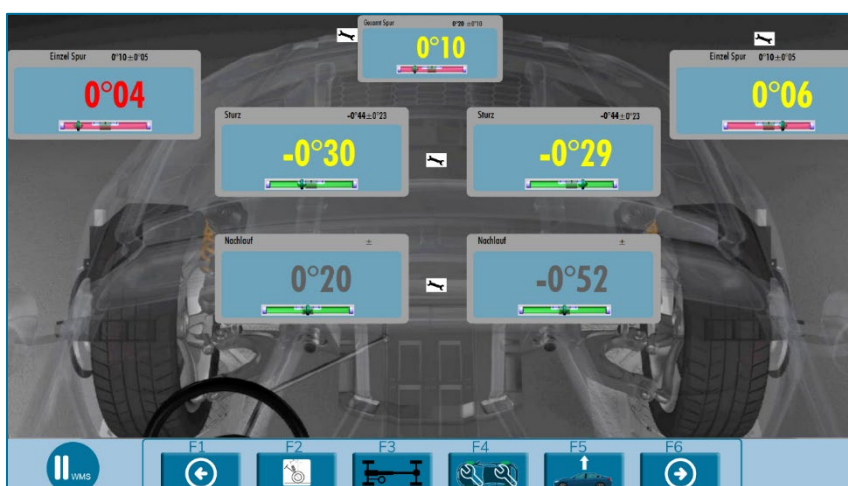 Gesamt Spur 0°20 ±0°10
0°10
Einzel Spur 0°10±0°05
0°04
Einzel Spur 0°10±0°05
0°06
Sturz -0°44±0°23
-0°30
Sturz -0°44±0°23
-0°29
Nachlauf ±
0°20
Nachlauf ±
-0°52
WMS
F1 F2 F3 F4 F5 F6